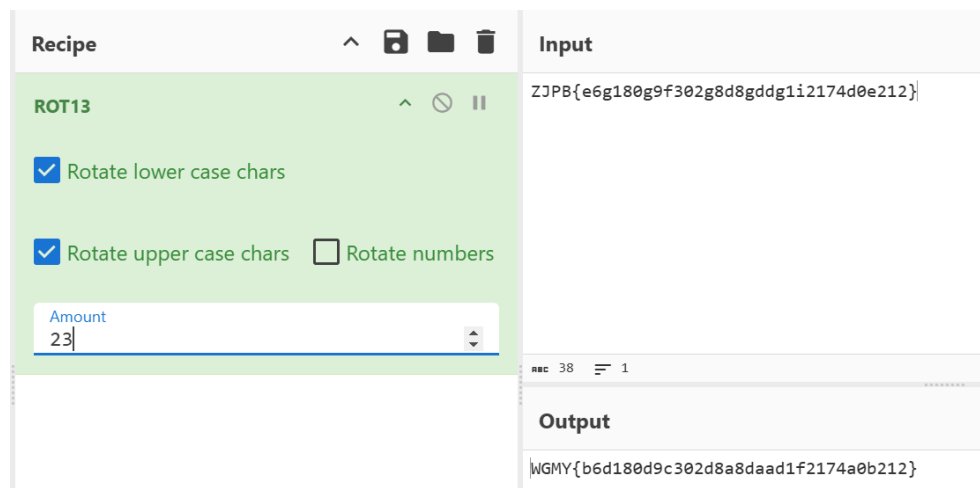 Recipe
ROT13
Rotate lower case chars
Rotate upper case chars Rotate numbers
Amount
23
Input
ZJPB{e6g180g9f302g8d8gddg1i2174d0e212}
ABC 38 1
Output
WGMY{b6d180d9c302d8a8daad1f2174a0b212}